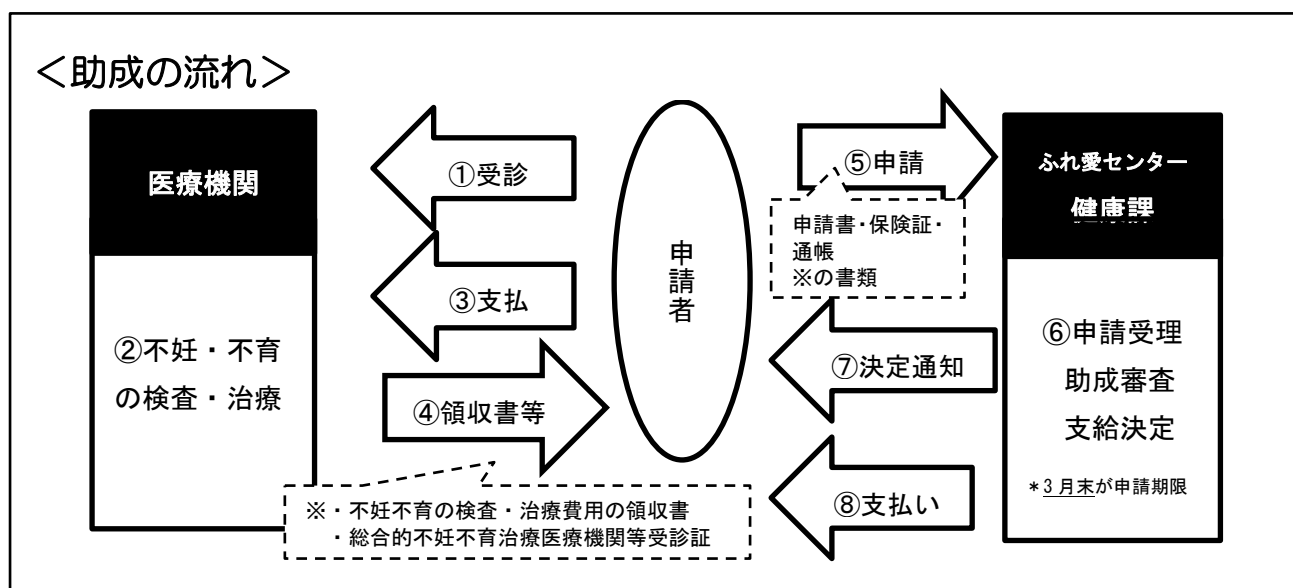 ＜助成の流れ＞
医療機関
②不妊・不育
の検査・治療
①受診
③支払
④領収書等
※・不妊不育の検査・治療費用の領収書
・総合的不妊不育治療医療機関等受診証
申請者
⑤申請
申請書・保険証・
通帳
※の書類
⑦決定通知
⑧支払い
ふれ愛センター
健康課
⑥申請受理
助成審査
支給決定
＊3月末が申請期限